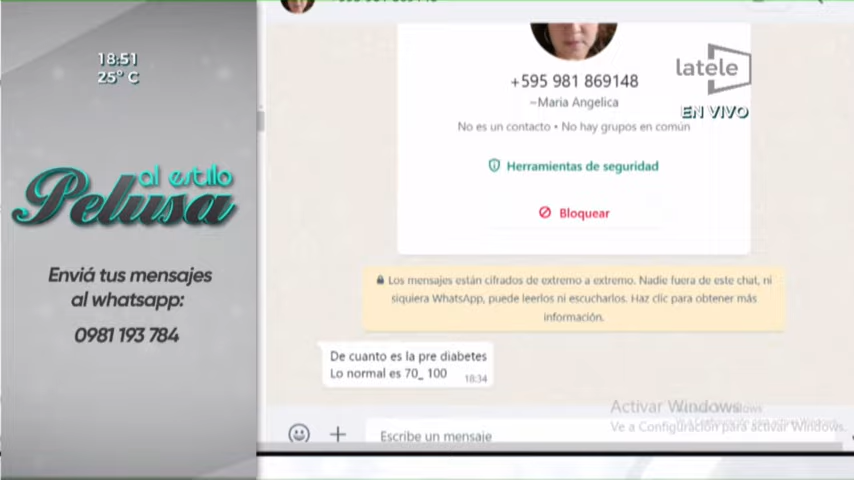 18:51
25° C
al estilo
Pelusa
Enviá tus mensajes
al whatsapp:
0981 193 784
+595 981 869148
~Maria Angelica
No es un contacto • No hay grupos en común
Herramientas de seguridad
Bloquear
latele
EN VIVO
Los mensajes están cifrados de extremo a extremo. Nadie fuera de este chat, ni
siquiera WhatsApp, puede leerlos ni escucharlos. Haz clic para obtener más
información.
De cuanto es la pre diabetes
Lo normal es 70_ 100
18:34
Activar Windows
Ve a Configuración para activar Windows.
Escribe un mensaje